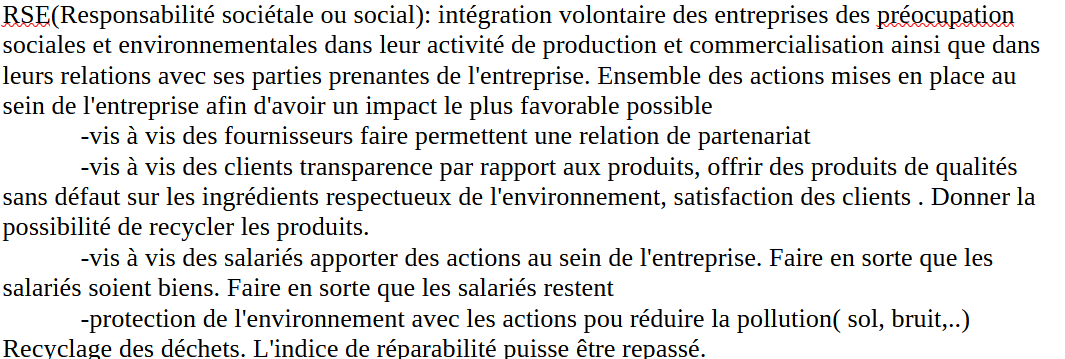 RSE(Responsabilité sociétale ou social): intégration volontaire des entreprises des préocupation
sociales et environnementales dans leur activité de production et commercialisation ainsi que dans
leurs relations avec ses parties prenantes de l'entreprise. Ensemble des actions mises en place au
sein de l'entreprise afin d'avoir un impact le plus favorable possible
-vis à vis des fournisseurs faire permettent une relation de partenariat
-vis à vis des clients transparence par rapport aux produits, offrir des produits de qualités
sans défaut sur les ingrédients respectueux de l'environnement, satisfaction des clients . Donner la
possibilité de recycler les produits.
-vis à vis des salariés apporter des actions au sein de l'entreprise. Faire en sorte que les
salariés soient biens. Faire en sorte que les salariés restent
-protection de l'environnement avec les actions pou réduire la pollution( sol, bruit,..)
Recyclage des déchets. L'indice de réparabilité puisse être repassé.